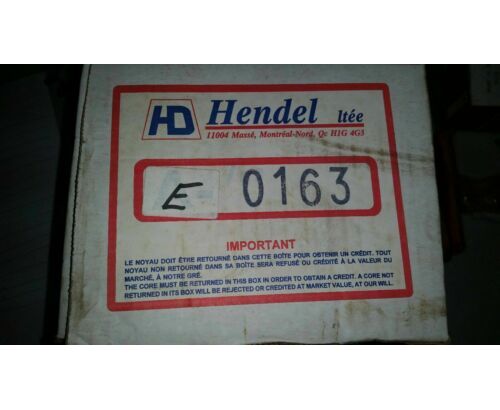 HD Hendel ltée
11004 Massé, Montréal-Nord, Qc H1G 4G3
E 0163
IMPORTANT
LE NOYAU DOIT ÊTRE RETOURNÉ DANS CETTE BOÎTE POUR OBTENIR UN CRÉDIT. TOUT
NOYAU NON RETOURNÉ DANS SA BOÎTE SERA REFUSÉ OU CRÉDITÉ À LA VALEUR DU
MARCHÉ, À NOTRE GRÉ.
THE CORE MUST BE RETURNED IN THIS BOX IN ORDER TO OBTAIN A CREDIT. A CORE NOT
RETURNED IN ITS BOX WILL BE REJECTED OR CREDITED AT MARKET VALUE, AT OUR WILL.